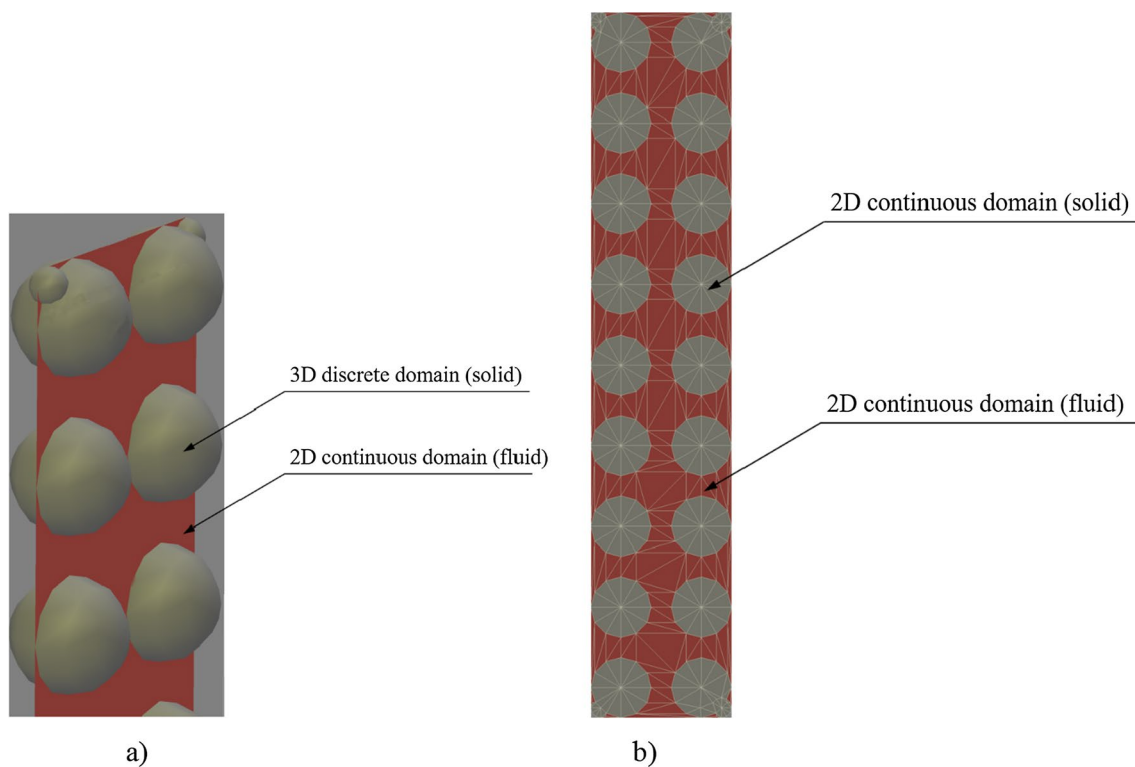 3D discrete domain (solid)
2D continuous domain (fluid)
a)
2D continuous domain (solid)
2D continuous domain (fluid)
b)